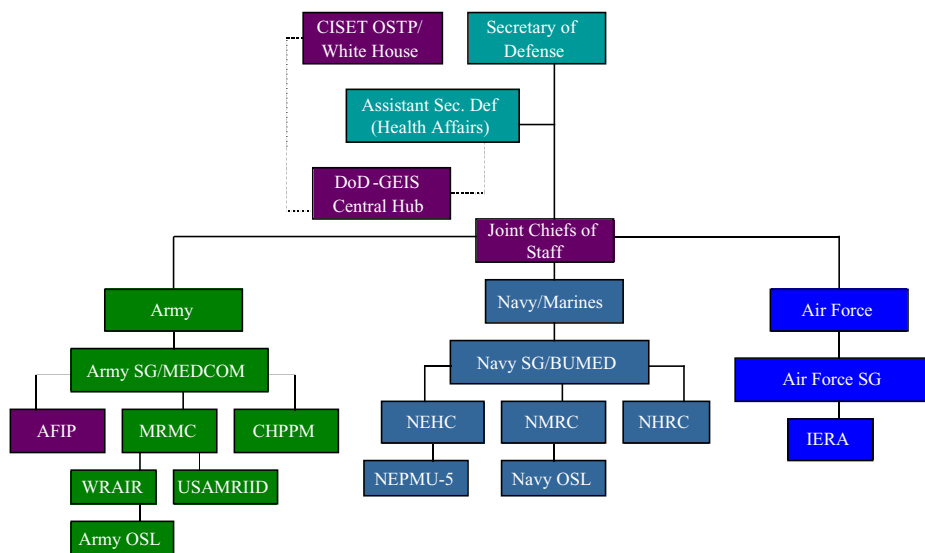 CISET OSTP/
White House
Secretary of
Defense
Assistant Sec. Def
(Health Affairs)
DoD -GEIS
Central Hub
Joint Chiefs of
Staff
Army
Navy/Marines
Air Force
Army SG/MEDCOM
Navy SG/BUMED
Air Force SG
AFIP
MRMC
CHPPM
NEHC
NMRC
NHRC
IERA
WRAIR
USAMRIID
NEPMU-5
Navy OSL
Army OSL